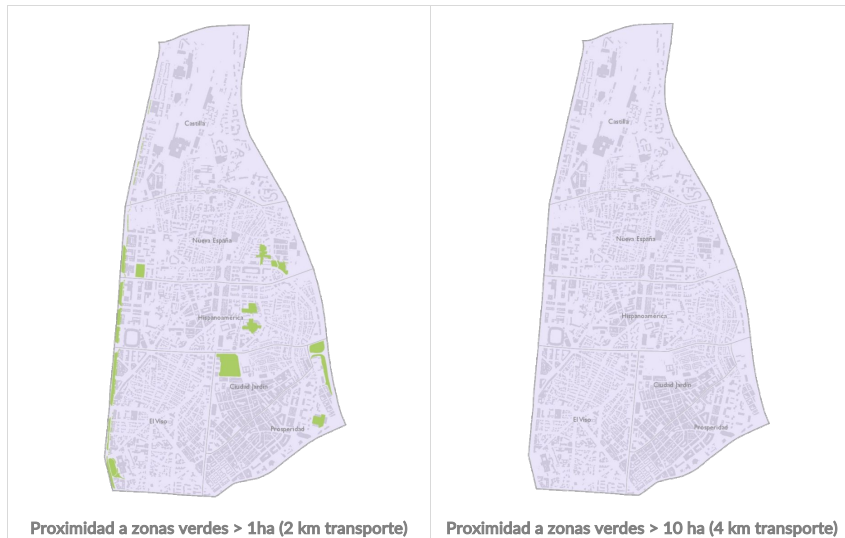 Castilla
Nueva España
Hispanoamérica
Ciudad Jardín
El Viso
Prosperidad
Proximidad a zonas verdes > 1ha (2 km transporte)
Castilla
Nueva España
Hispanoamérica
Ciudad Jardín
El Viso
Prosperidad
Proximidad a zonas verdes > 10 ha (4 km transporte)